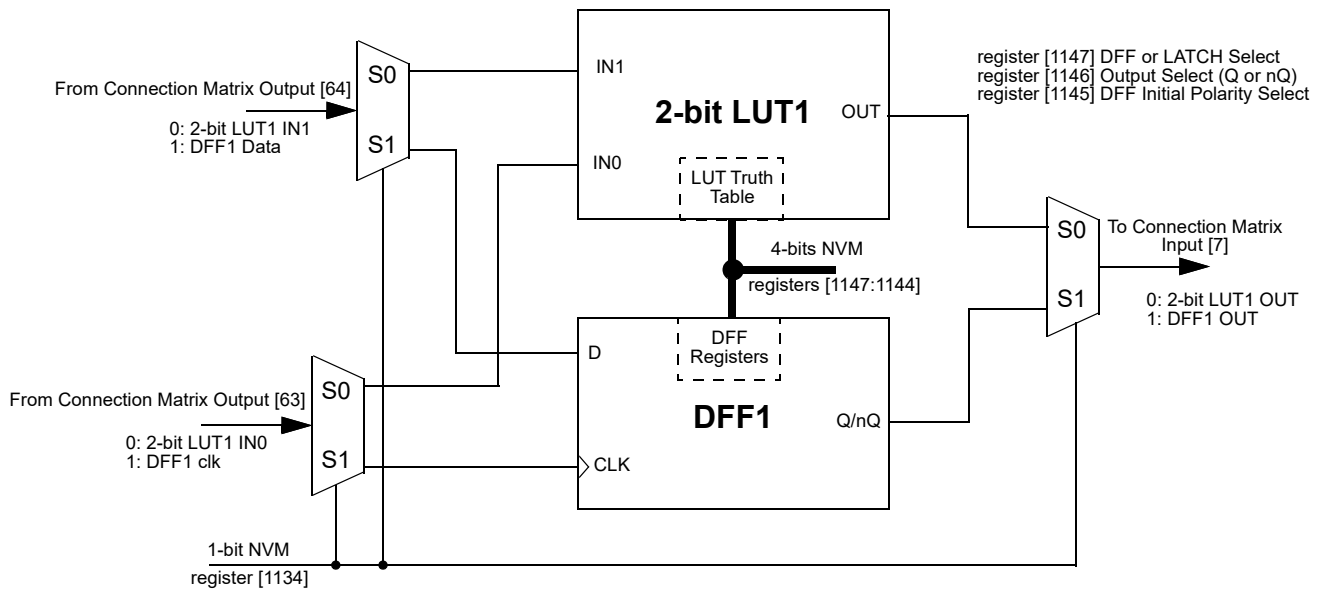 From Connection Matrix Output [64]
0: 2-bit LUT1 IN1
1: DFF1 Data
S0
S1
IN1
IN0
2-bit LUT1
OUT
LUT Truth
Table
register [1147] DFF or LATCH Select
register [1146] Output Select (Q or nQ)
register [1145] DFF Initial Polarity Select
4-bits NVM
registers [1147:1144]
S0
S1
To Connection Matrix
Input [7]
0: 2-bit LUT1 OUT
1: DFF1 OUT
From Connection Matrix Output [63]
0: 2-bit LUT1 IN0
1: DFF1 clk
S0
S1
D
CLK
DFF
Registers
DFF1
Q/nQ
1-bit NVM
register [1134]